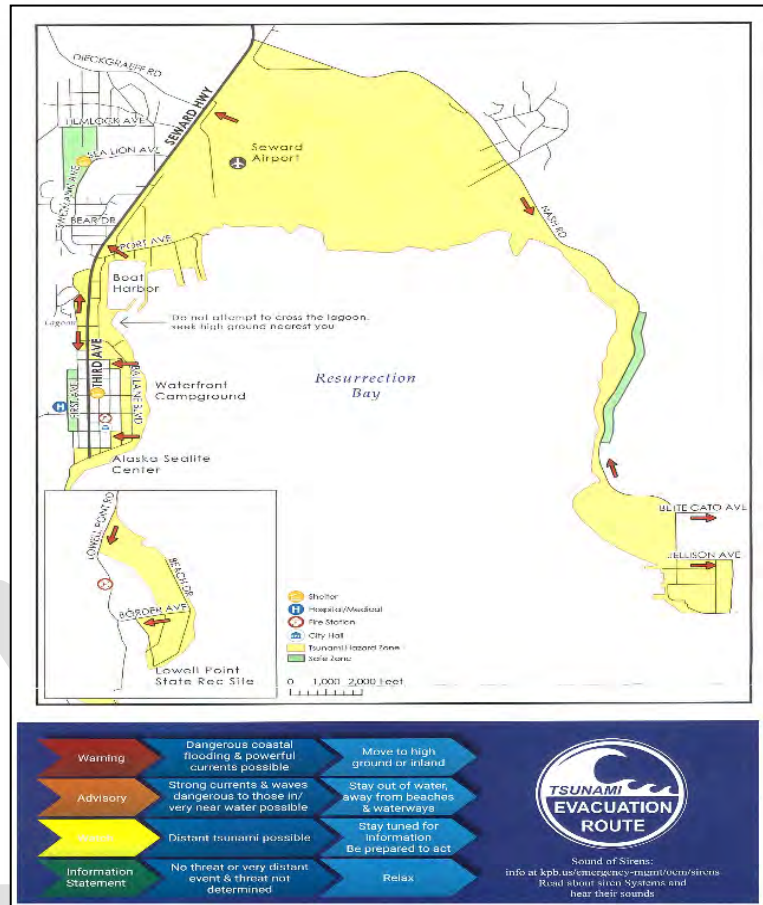 DIECKGRAEFF RD
SEWARD HWY
HEMLOCK AVE
SEA LION AVE
SWETMANN AVE
BEAR DR
PORT AVE
Seward
Airport
NASH RD
Boat
Harbor
Lagoon
Do not attempt to cross the lagoon,
seek high ground nearest you
THIRD AVE
FIRST AVE
BALLAINE BLVD
Waterfront
Campground
Resurrection
Bay
H
Alaska Sealife
Center
BETTE CATO AVE
JELLISON AVE
LOWELL POINT RD
BEACH DR
BORDER AVE
Lowell Point
State Rec Site
Shelter
H Hospital/Medical
Fire Station
City Hall
Tsunami Hazard Zone
Safe Zone
0 1,000 2,000 Feet
Warning
Dangerous coastal
flooding & powerful
currents possible
Move to high
ground or inland
Advisory
Strong currents & waves
dangerous to those in/
very near water possible
Stay out of water,
away from beaches
& waterways
Watch
Distant tsunami possible
Stay tuned for
Information
Be prepared to act
Information
Statement
No threat or very distant
event & threat not
determined
Relax
TSUNAMI
EVACUATION
ROUTE
Sound of Sirens:
info at kpb.us/emergency-mgmt/oem/sirens
Read about siren Systems and
hear their sounds